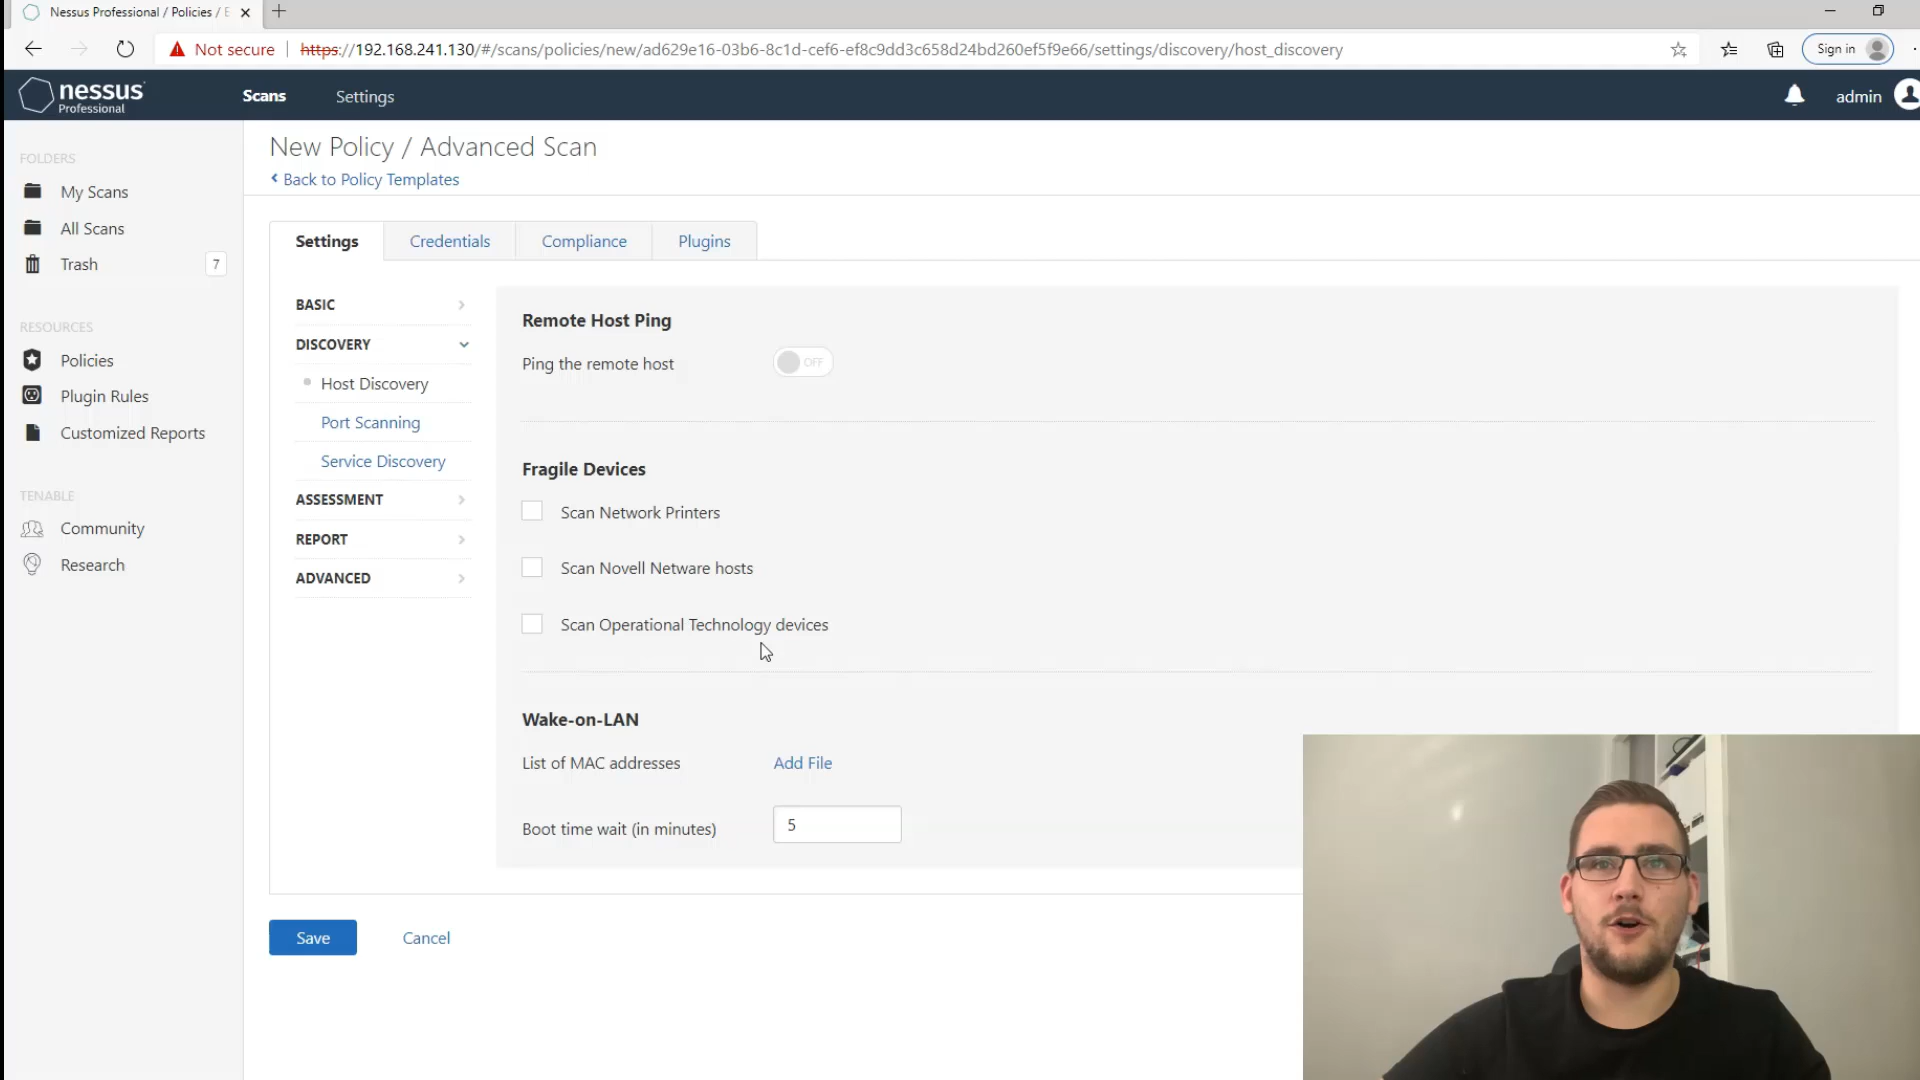 Nessus Professional / Policies / E
Not secure
https://192.168.241.130/#/scans/policies/new/ad629e16-03b6-8c1d-cef6-ef8c9dd3c658d24bd260ef5f9e66/settings/discovery/host_discovery
Sign in
nessus
Professional
Scans
Settings
admin
FOLDERS
My Scans
All Scans
Trash
7
RESOURCES
Policies
Plugin Rules
Customized Reports
TENABLE
Community
Research
New Policy / Advanced Scan
Back to Policy Templates
Settings
Credentials
Compliance
Plugins
BASIC
DISCOVERY
Host Discovery
Port Scanning
Service Discovery
ASSESSMENT
REPORT
ADVANCED
Remote Host Ping
Ping the remote host
OFF
Fragile Devices
Scan Network Printers
Scan Novell Netware hosts
Scan Operational Technology devices
Wake-on-LAN
List of MAC addresses
Add File
Boot time wait (in minutes)
5
Save
Cancel